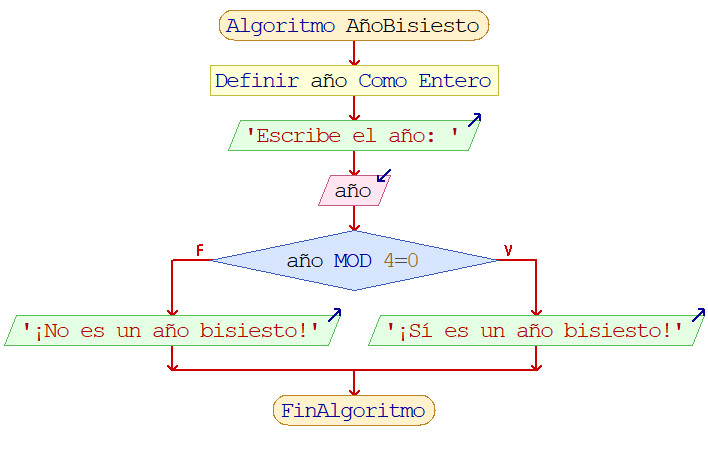 Algoritmo AñoBisiesto
Definir año Como Entero
'Escribe el año: '
año
F
V
año MOD 4=0
'¡No es un año bisiesto!'
'¡Sí es un año bisiesto!'
FinAlgoritmo